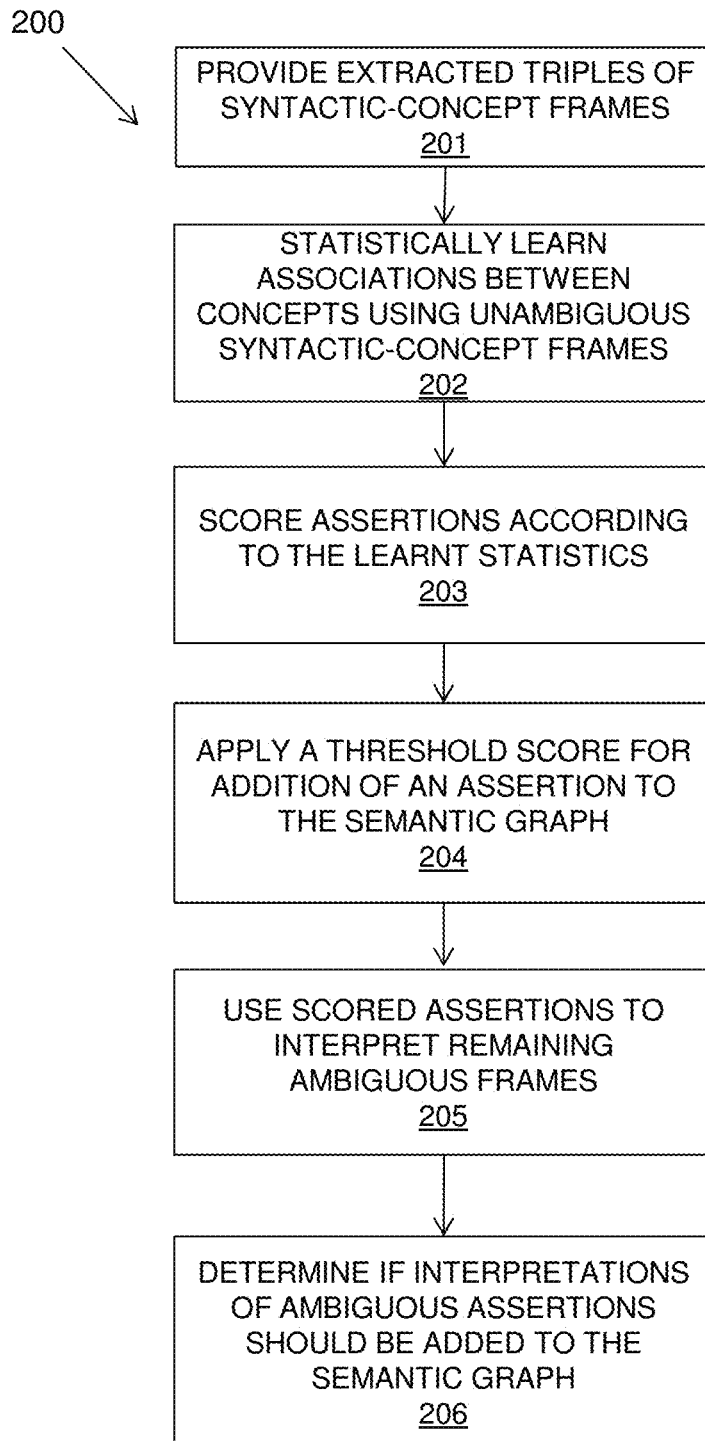 200
PROVIDE EXTRACTED TRIPLES OF
SYNTACTIC-CONCEPT FRAMES
201
STATISTICALLY LEARN
ASSOCIATIONS BETWEEN
CONCEPTS USING UNAMBIGUOUS
SYNTACTIC-CONCEPT FRAMES
202
SCORE ASSERTIONS ACCORDING
TO THE LEARNT STATISTICS
203
APPLY A THRESHOLD SCORE FOR
ADDITION OF AN ASSERTION TO
THE SEMANTIC GRAPH
204
USE SCORED ASSERTIONS TO
INTERPRET REMAINING
AMBIGUOUS FRAMES
205
DETERMINE IF INTERPRETATIONS
OF AMBIGUOUS ASSERTIONS
SHOULD BE ADDED TO THE
SEMANTIC GRAPH
206